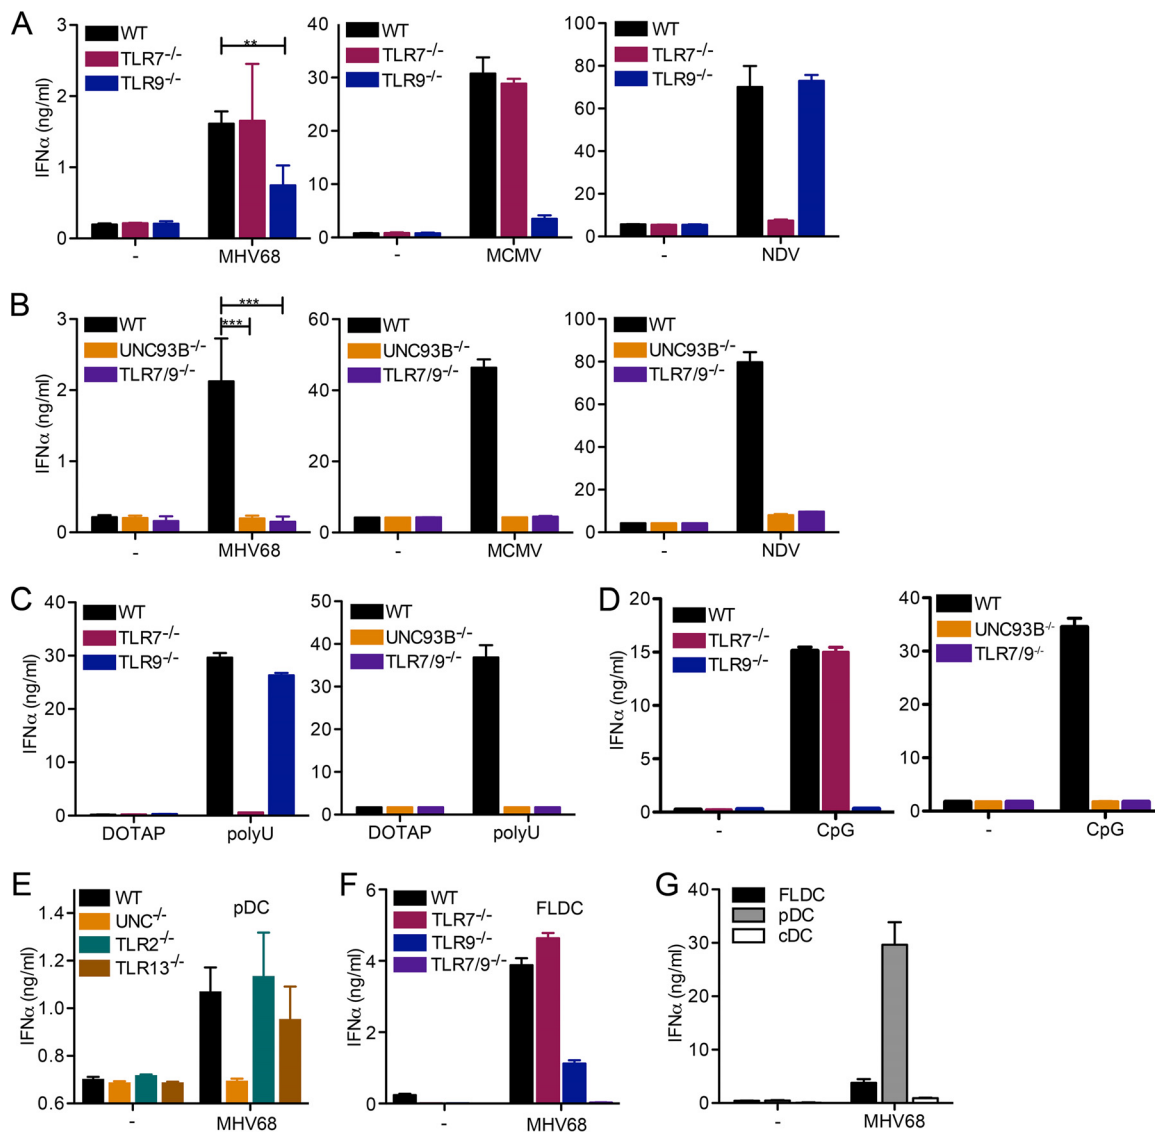 A
3
2
1
0
IFNα (ng/ml)
WT
TLR7-/-
TLR9-/-
**
-
MHV68
40
30
20
10
0
WT
TLR7-/-
TLR9-/-
-
MCMV
100
80
60
40
20
0
WT
TLR7-/-
TLR9-/-
-
NDV
B
3
2
1
0
IFNα (ng/ml)
WT
UNC93B-/-
TLR7/9-/-
***
***
-
MHV68
60
40
20
0
WT
UNC93B-/-
TLR7/9-/-
-
MCMV
100
80
60
40
20
0
WT
UNC93B-/-
TLR7/9-/-
-
NDV
C
40
30
20
10
0
IFNα (ng/ml)
WT
TLR7-/-
TLR9-/-
DOTAP
polyU
50
40
30
20
10
0
WT
UNC93B-/-
TLR7/9-/-
DOTAP
polyU
D
20
15
10
5
0
IFNα (ng/ml)
WT
TLR7-/-
TLR9-/-
-
CpG
40
30
20
10
0
WT
UNC93B-/-
TLR7/9-/-
-
CpG
E
1.4
1.2
1.0
0.8
0.6
IFNα (ng/ml)
WT
UNC-/-
TLR2-/-
TLR13-/-
pDC
-
MHV68
F
6
4
2
0
IFNα (ng/ml)
WT
TLR7-/-
TLR9-/-
TLR7/9-/-
FLDC
-
MHV68
G
40
30
20
10
0
IFNα (ng/ml)
FLDC
pDC
cDC
-
MHV68